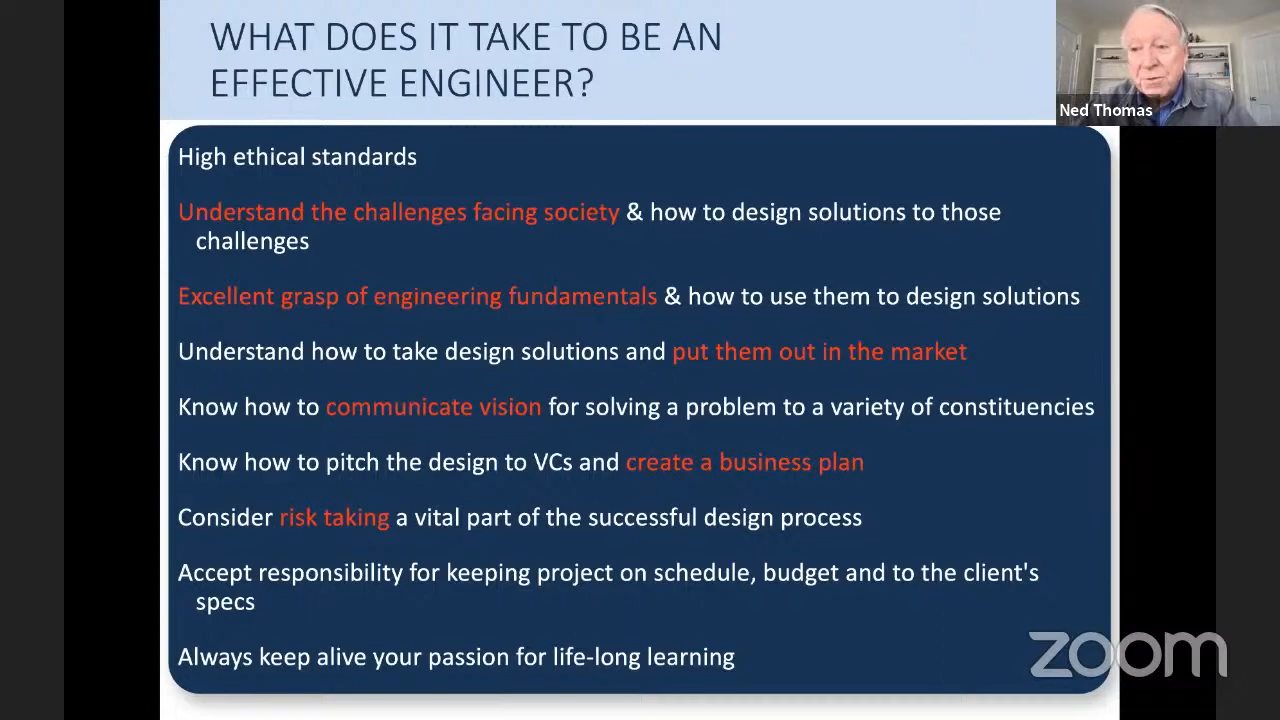 WHAT DOES IT TAKE TO BE AN
EFFECTIVE ENGINEER?
Ned Thomas
High ethical standards
Understand the challenges facing society & how to design solutions to those
challenges
Excellent grasp of engineering fundamentals & how to use them to design solutions
Understand how to take design solutions and put them out in the market
Know how to communicate vision for solving a problem to a variety of constituencies
Know how to pitch the design to VCs and create a business plan
Consider risk taking a vital part of the successful design process
Accept responsibility for keeping project on schedule, budget and to the client's
specs
Always keep alive your passion for life-long learning
zoom